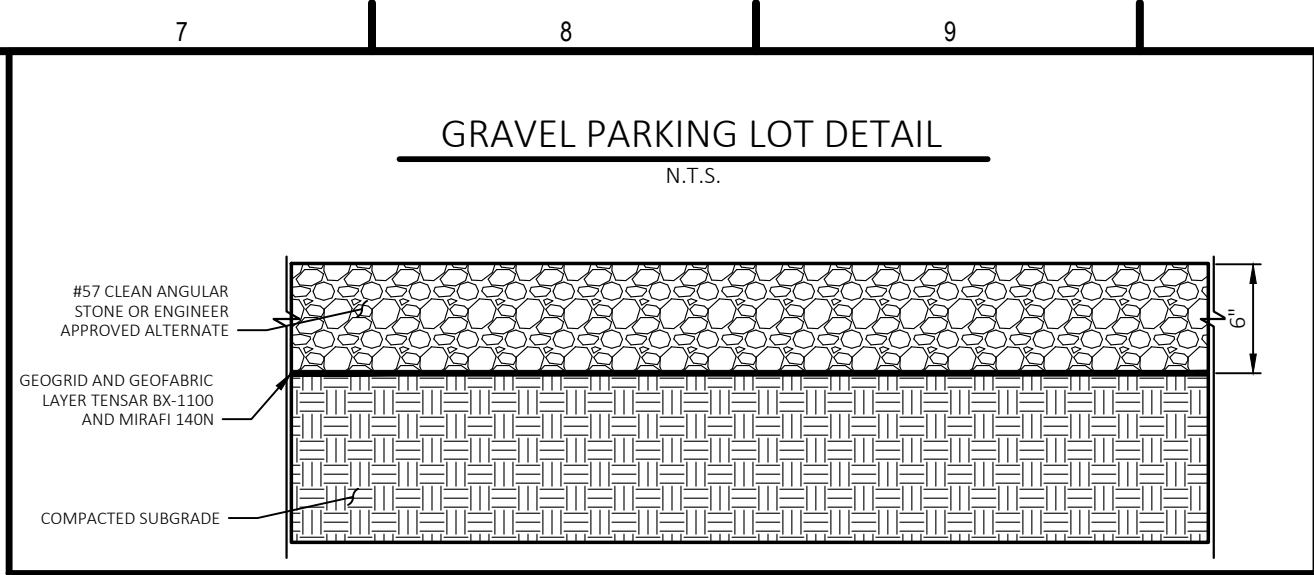 7
8
9
GRAVEL PARKING LOT DETAIL
N.T.S.
#57 CLEAN ANGULAR
STONE OR ENGINEER
APPROVED ALTERNATE
6"
GEOGRID AND GEOFABRIC
LAYER TENSAR BX-1100
AND MIRAFI 140N
COMPACTED SUBGRADE